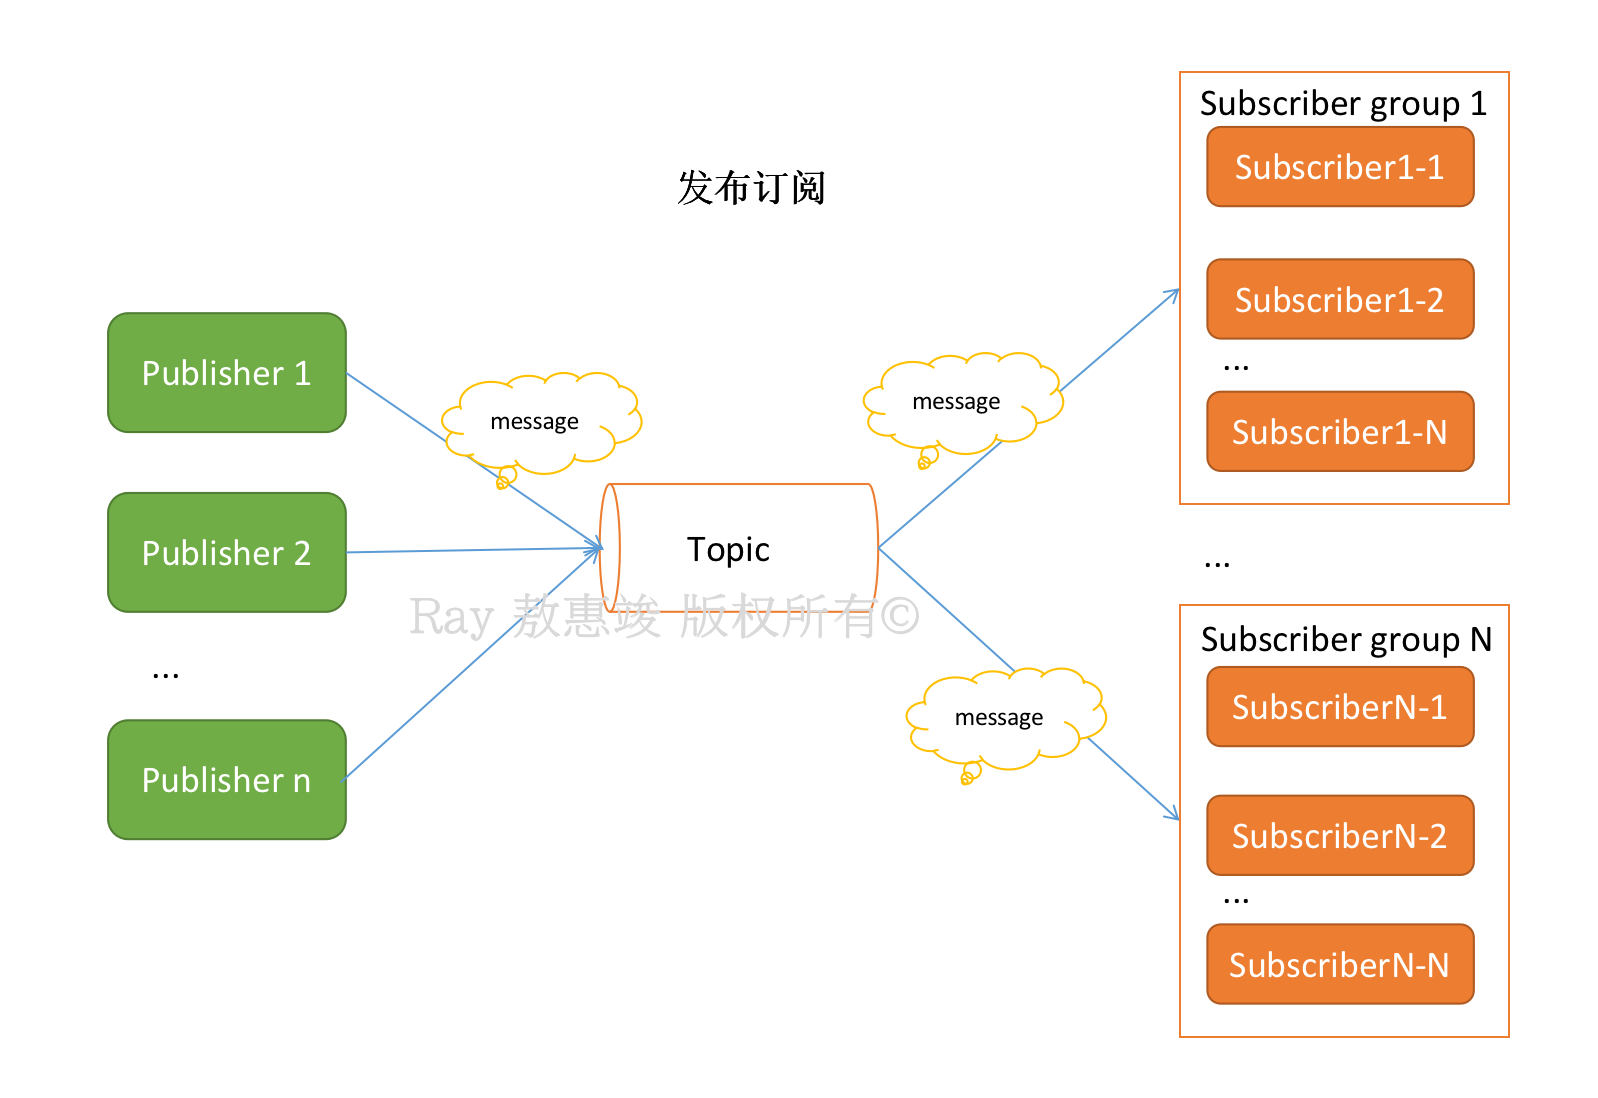 发布订阅
Publisher 1
Publisher 2
...
Publisher n
message
Topic
message
message
Subscriber group 1
Subscriber1-1
Subscriber1-2
...
Subscriber1-N
...
Subscriber group N
SubscriberN-1
SubscriberN-2
...
SubscriberN-N
Ray 敖惠竣 版权所有©